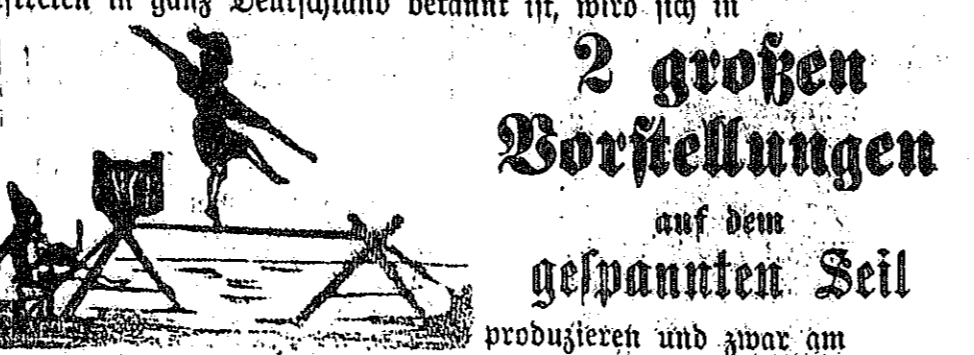 in ganz Deutschland bekannt ist, wird sich in
2 großen
Vorstellungen
auf dem
gespannten Seil
produzieren und zwar am